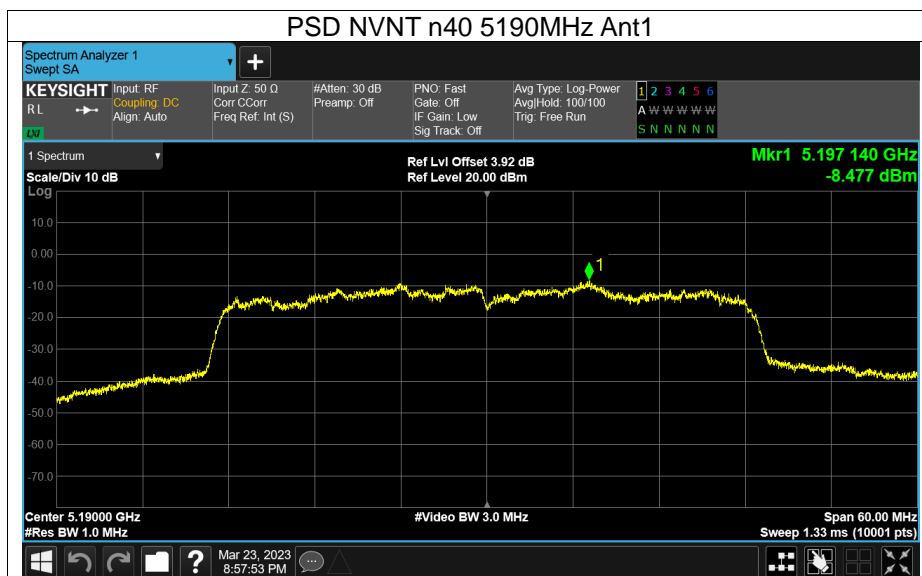 PSD NVNT n40 5190MHz Ant1
Spectrum Analyzer 1
Swept SA
▼
+
KEYSIGHT
R L
LXI
Input: RF
Coupling: DC
Align: Auto
Input Z: 50 Ω
Corr CCorr
Freq Ref: Int (S)
#Atten: 30 dB
Preamp: Off
PNO: Fast
Gate: Off
IF Gain: Low
Sig Track: Off
Avg Type: Log-Power
Avg|Hold: 100/100
Trig: Free Run
1 2 3 4 5 6
A W W W W W
S N N N N N
1 Spectrum ▼
Scale/Div 10 dB
Ref Lvl Offset 3.92 dB
Ref Level 20.00 dBm
Mkr1 5.197 140 GHz
-8.477 dBm
Log
10.0
0.00
-10.0
-20.0
-30.0
-40.0
-50.0
-60.0
-70.0
1
Center 5.19000 GHz
#Res BW 1.0 MHz
#Video BW 3.0 MHz
Span 60.00 MHz
Sweep 1.33 ms (10001 pts)
?
Mar 23, 2023
8:57:53 PM
...